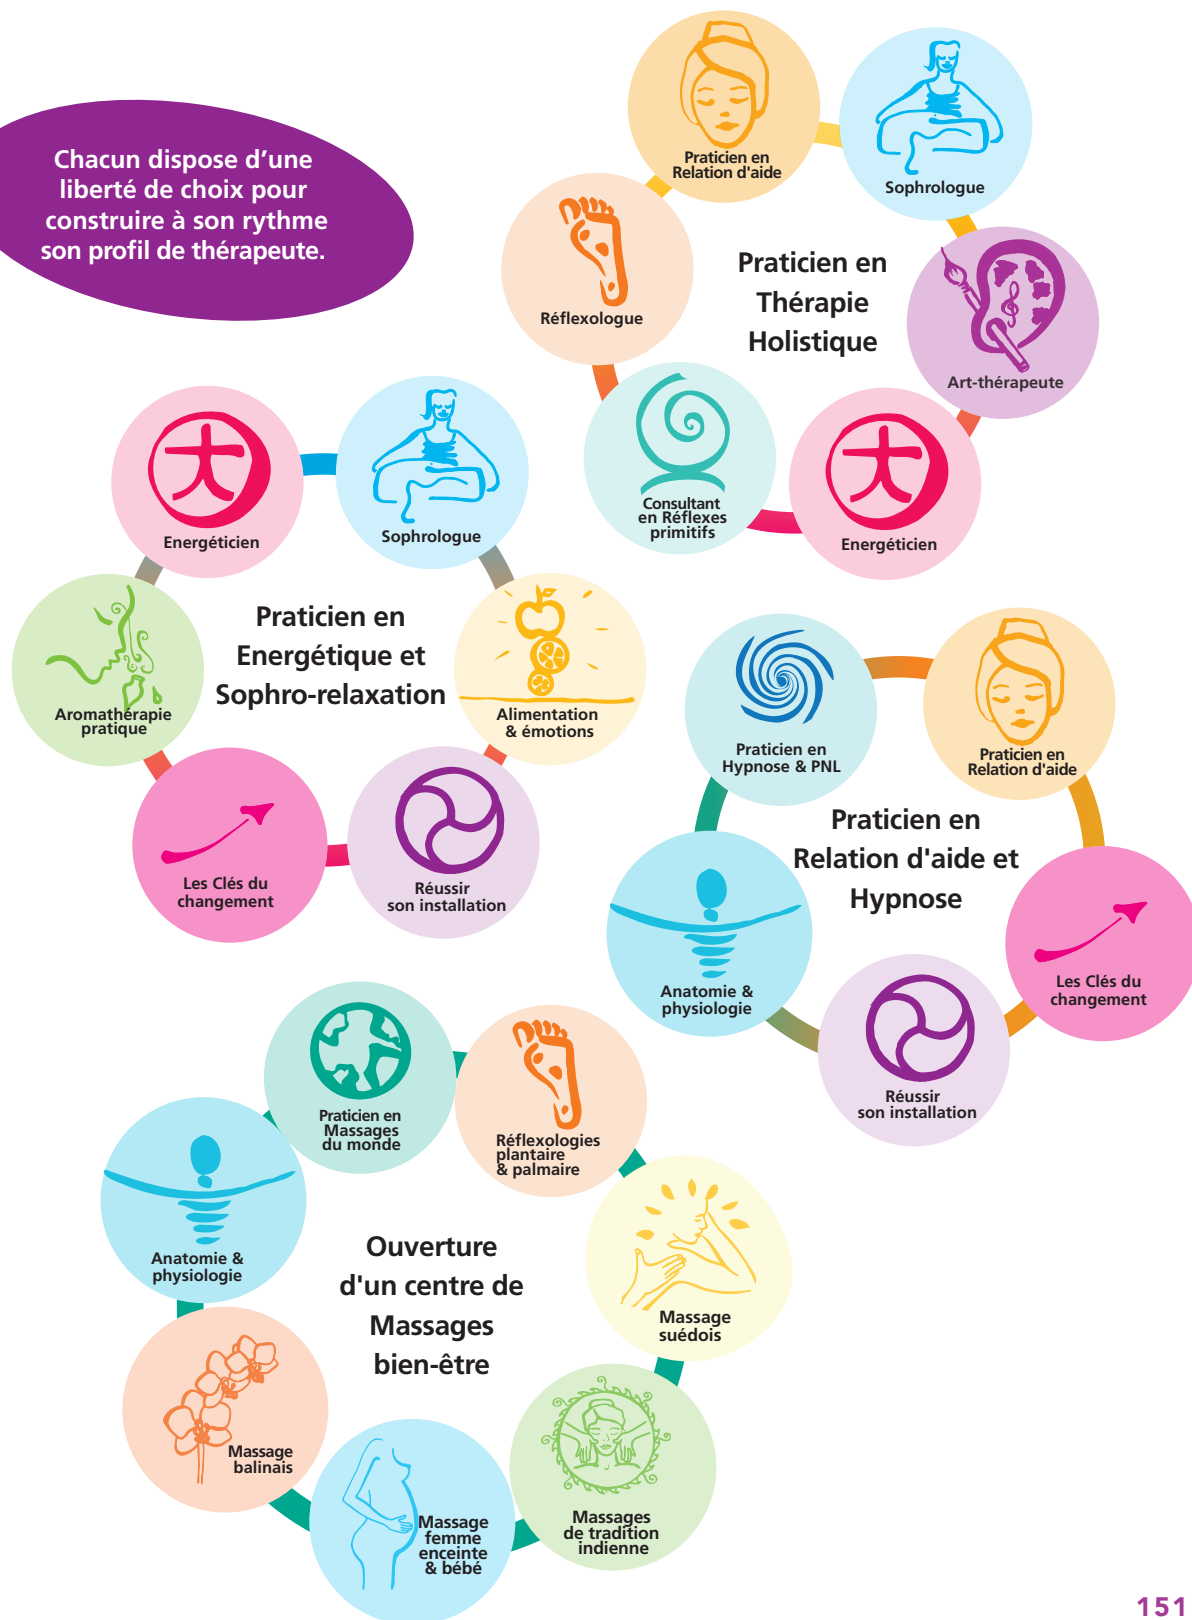 Chacun dispose d’une
liberté de choix pour
construire à son rythme
son profil de thérapeute.
Praticien en
Relation d'aide
Sophrologue
Réflexologue
Praticien en
Thérapie
Holistique
Art-thérapeute
Consultant
en Réflexes
primitifs
Energéticien
Energéticien
Sophrologue
Praticien en
Energétique et
Sophro-relaxation
Aromathérapie
pratique
Alimentation
& émotions
Les Clés du
changement
Réussir
son installation
Praticien en
Hypnose & PNL
Praticien en
Relation d'aide
Praticien en
Relation d'aide et
Hypnose
Anatomie &
physiologie
Les Clés du
changement
Réussir
son installation
Praticien en
Massages
du monde
Réflexologies
plantaire
& palmaire
Anatomie &
physiologie
Ouverture
d'un centre de
Massages
bien-être
Massage
suédois
Massage
balinais
Massage
femme
enceinte
& bébé
Massages
de tradition
indienne
151